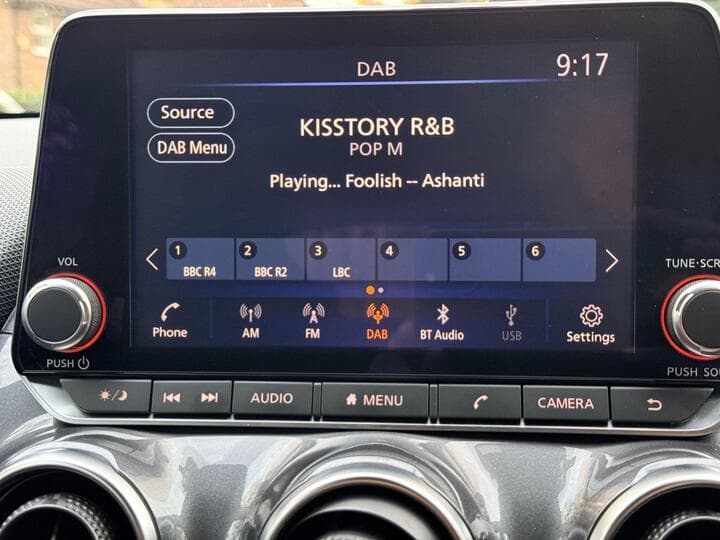 DAB
9:17
Source
KISSTORY R&B
DAB Menu
POP M
Playing... Foolish -- Ashanti
VOL
TUNE·SCR
1 2 3 4 5 6
BBC R4 BBC R2 LBC
Phone AM FM DAB BT Audio USB Settings
PUSH
PUSH SOU
AUDIO MENU CAMERA